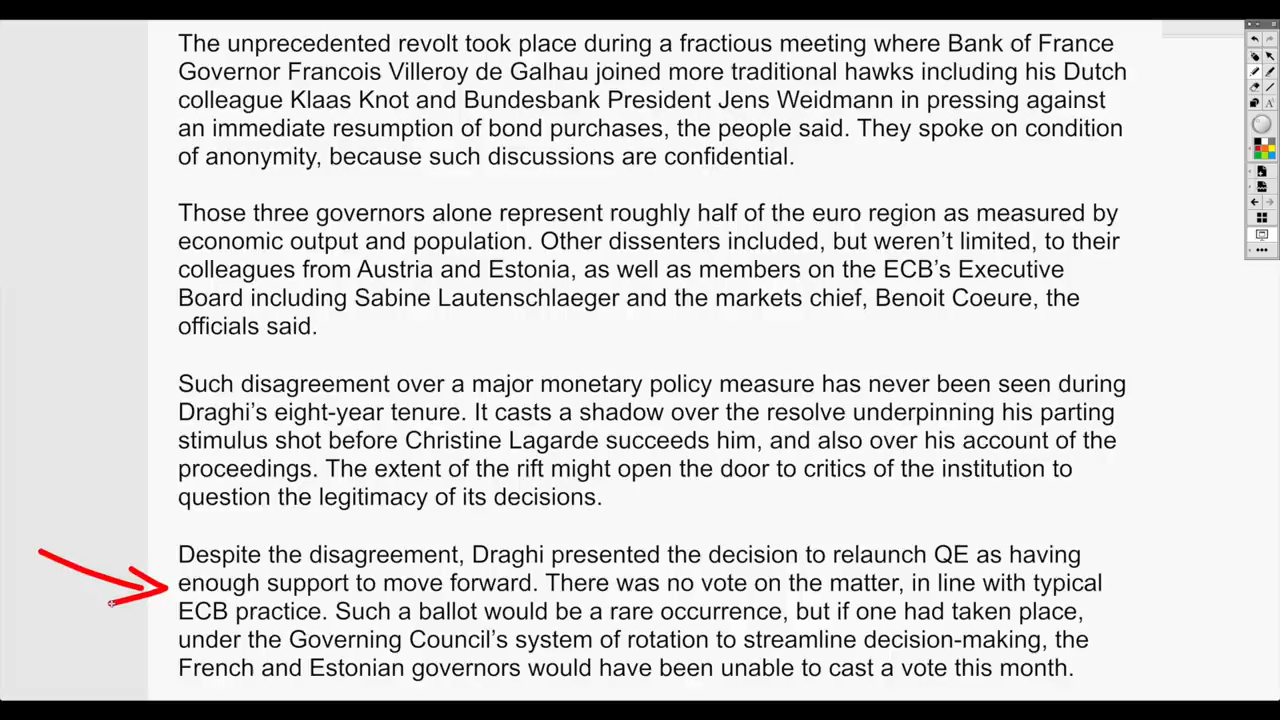 The unprecedented revolt took place during a fractious meeting where Bank of France
Governor Francois Villeroy de Galhau joined more traditional hawks including his Dutch
colleague Klaas Knot and Bundesbank President Jens Weidmann in pressing against
an immediate resumption of bond purchases, the people said. They spoke on condition
of anonymity, because such discussions are confidential.
Those three governors alone represent roughly half of the euro region as measured by
economic output and population. Other dissenters included, but weren’t limited, to their
colleagues from Austria and Estonia, as well as members on the ECB’s Executive
Board including Sabine Lautenschlaeger and the markets chief, Benoit Coeure, the
officials said.
Such disagreement over a major monetary policy measure has never been seen during
Draghi’s eight-year tenure. It casts a shadow over the resolve underpinning his parting
stimulus shot before Christine Lagarde succeeds him, and also over his account of the
proceedings. The extent of the rift might open the door to critics of the institution to
question the legitimacy of its decisions.
Despite the disagreement, Draghi presented the decision to relaunch QE as having
enough support to move forward. There was no vote on the matter, in line with typical
ECB practice. Such a ballot would be a rare occurrence, but if one had taken place,
under the Governing Council’s system of rotation to streamline decision-making, the
French and Estonian governors would have been unable to cast a vote this month.